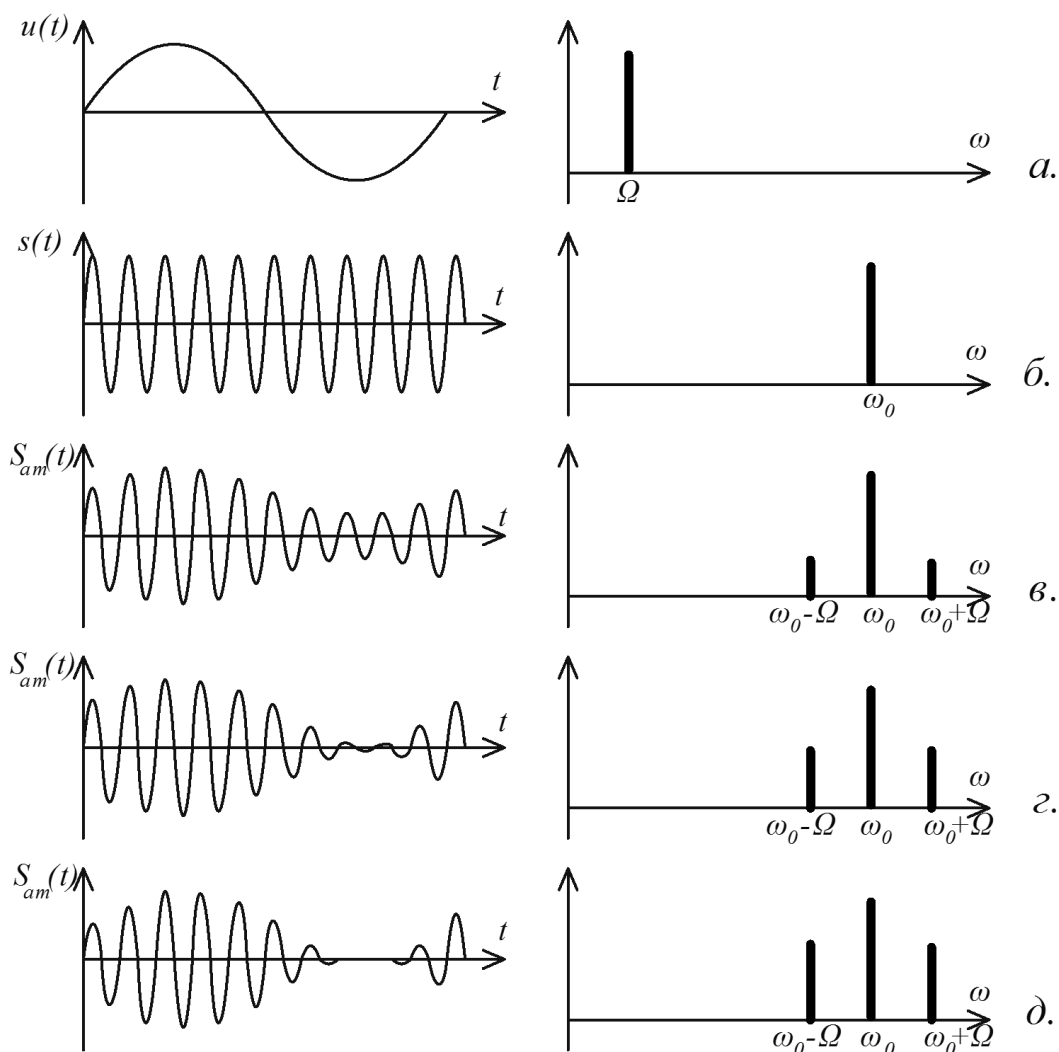 u(t)
t
ω
Ω
а.
s(t)
t
ω
ω₀
б.
Sₐₘ(t)
t
ω
ω₀-Ω ω₀ ω₀+Ω
в.
Sₐₘ(t)
t
ω
ω₀-Ω ω₀ ω₀+Ω
г.
Sₐₘ(t)
t
ω
ω₀-Ω ω₀ ω₀+Ω
д.